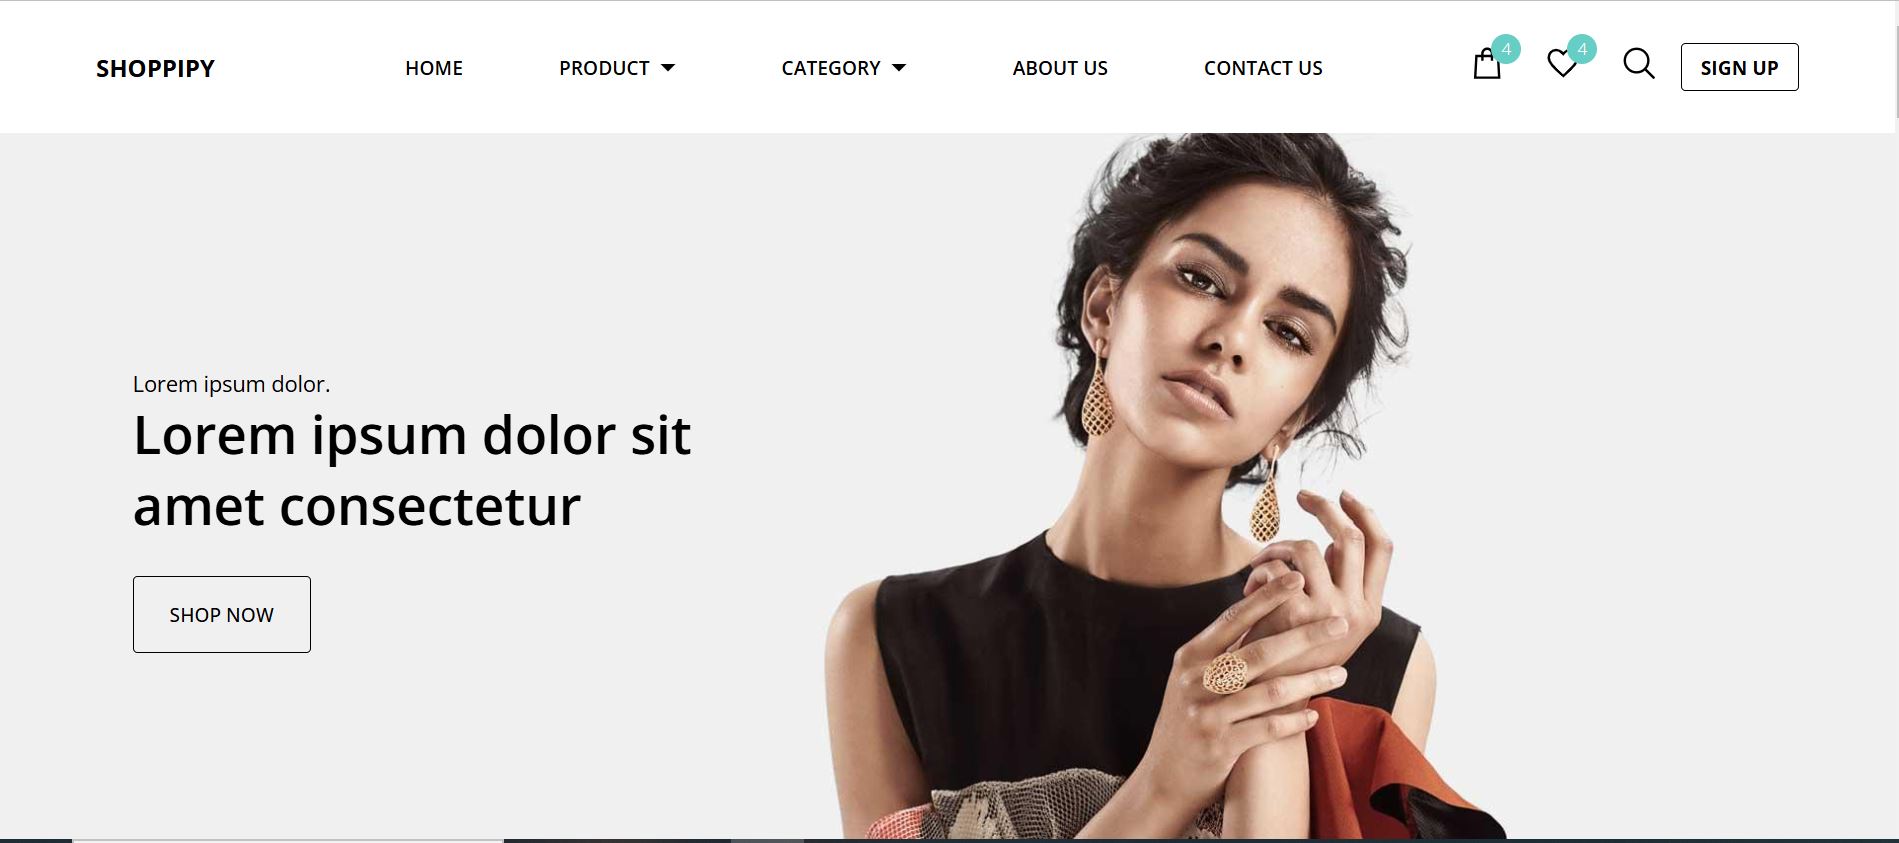 SHOPPIPY HOME PRODUCT CATEGORY ABOUT US CONTACT US 4 4 SIGN UP
Lorem ipsum dolor.
Lorem ipsum dolor sit
amet consectetur
SHOP NOW